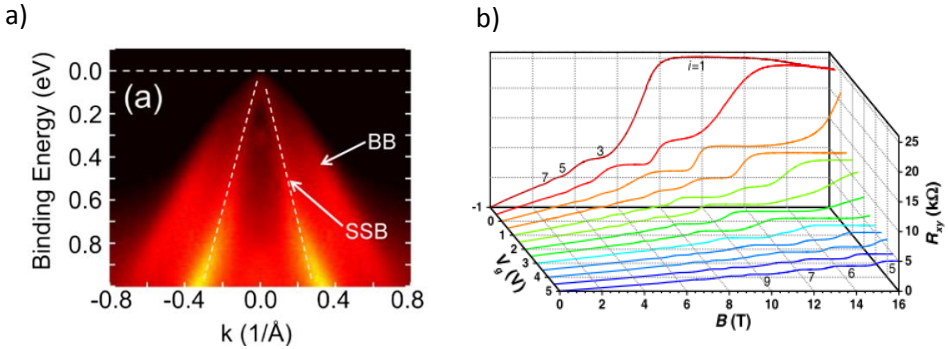 a)
(a)
BB
SSB
Binding Energy (eV)
0.0
0.2
0.4
0.6
0.8
-0.8 -0.4 0.0 0.4 0.8
k (1/Å)
b)
i=1
3
5
7
9 7 6 5
-1
0
1
2
3
4
5
V_g (V)
0 2 4 6 8 10 12 14 16
B (T)
25
20
15
10
5
0
R_xy (kΩ)